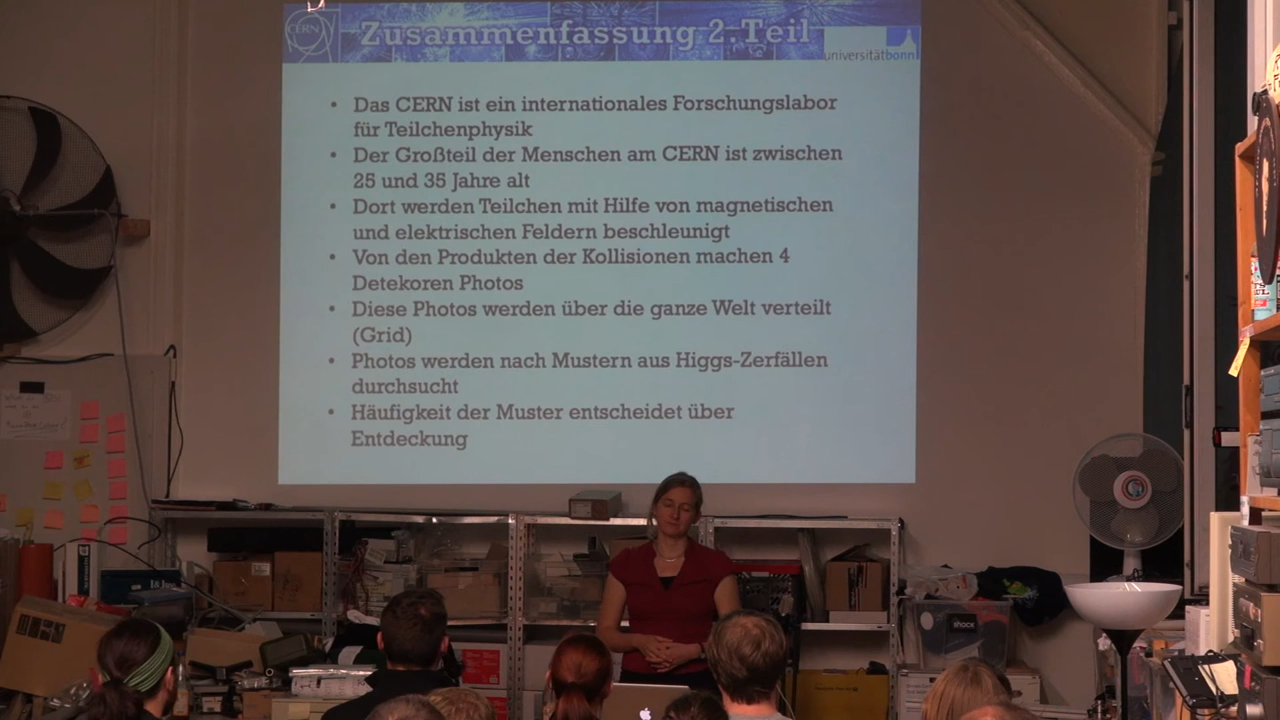 CERN
Zusammenfassung 2.Teil
universitätbonn
• Das CERN ist ein internationales Forschungslabor
für Teilchenphysik
• Der Großteil der Menschen am CERN ist zwischen
25 und 35 Jahre alt
• Dort werden Teilchen mit Hilfe von magnetischen
und elektrischen Feldern beschleunigt
• Von den Produkten der Kollisionen machen 4
Detekoren Photos
• Diese Photos werden über die ganze Welt verteilt
(Grid)
• Photos werden nach Mustern aus Higgs-Zerfällen
durchsucht
• Häufigkeit der Muster entscheidet über
Entdeckung
shack